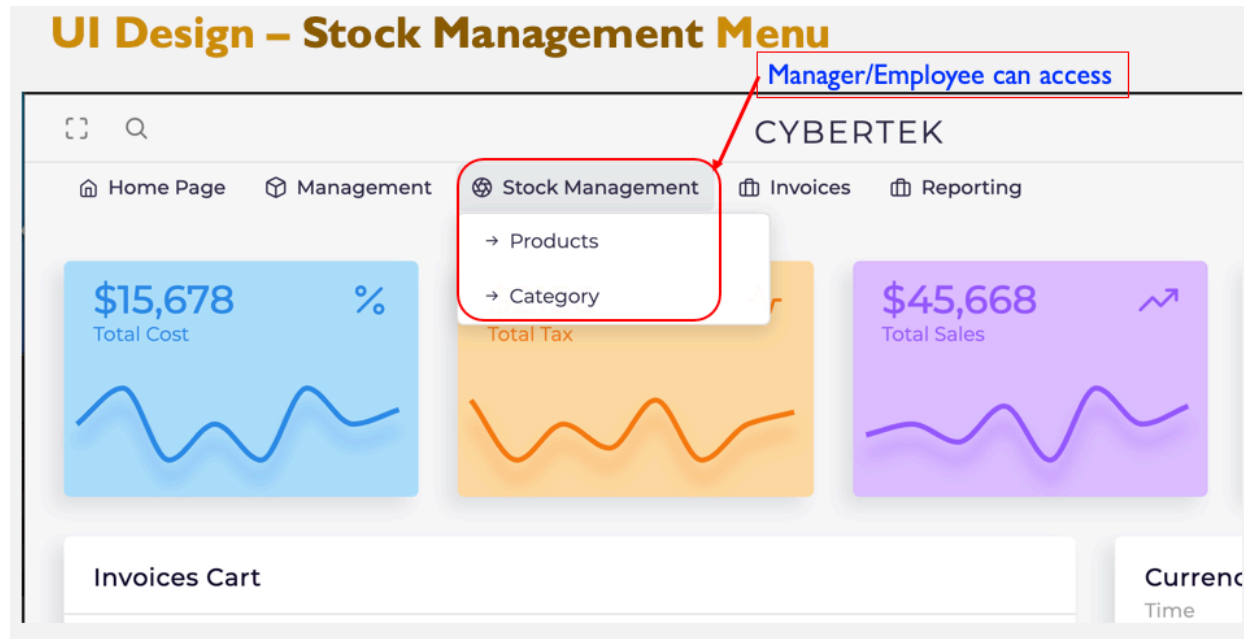 UI Design – Stock Management Menu
Manager/Employee can access
CYBERTEK
Home Page Management Stock Management Invoices Reporting
→ Products
→ Category
$15,678 %
Total Cost
Total Tax
$45,668
Total Sales
Invoices Cart
Currenc
Time